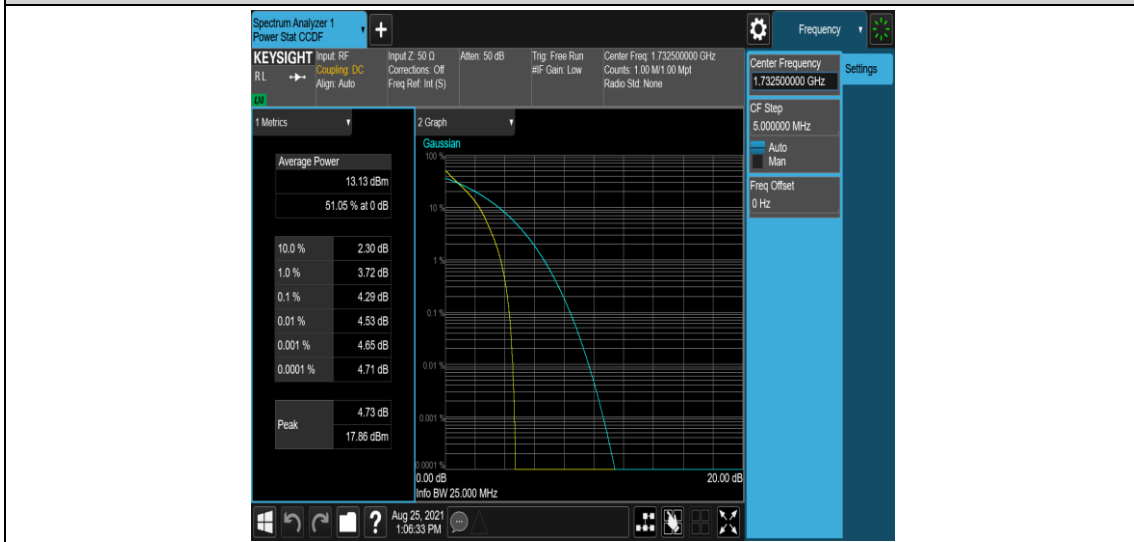 Spectrum Analyzer 1
Power Stat CCDF
Frequency
KEYSIGHT
RL
Input: RF
Coupling: DC
Align: Auto
Input Z: 50 Ω
Corrections: Off
Freq Ref: Int (S)
Atten: 50 dB
Trig: Free Run
#IF Gain: Low
Center Freq: 1.732500000 GHz
Counts: 1.00 M/1.00 Mpt
Radio Std: None
Center Frequency
1.732500000 GHz
Settings
CF Step
5.000000 MHz
Auto
Man
Freq Offset
0 Hz
1 Metrics
Average Power
13.13 dBm
51.05 % at 0 dB
10.0 % 2.30 dB
1.0 % 3.72 dB
0.1 % 4.29 dB
0.01 % 4.53 dB
0.001 % 4.65 dB
0.0001 % 4.71 dB
Peak
4.73 dB
17.86 dBm
2 Graph
Gaussian
100 %
10 %
1 %
0.1 %
0.01 %
0.001 %
0.0001 %
0.00 dB 20.00 dB
Info BW 25.000 MHz
Aug 25, 2021
1:06:33 PM